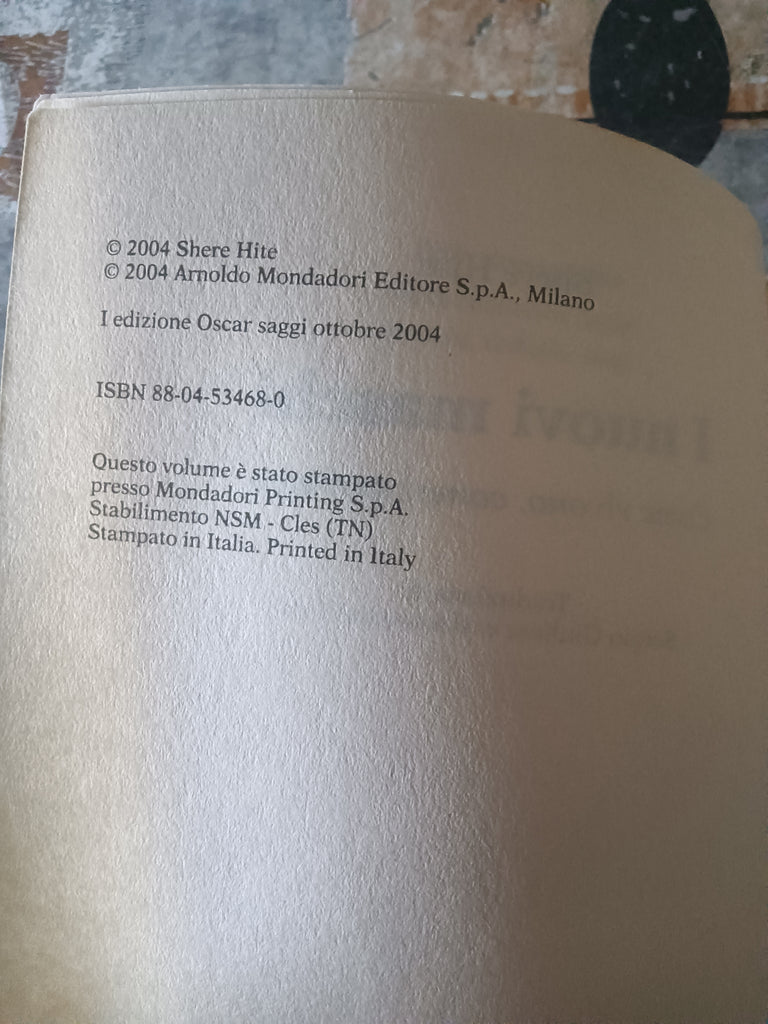 © 2004 Shere Hite
© 2004 Arnoldo Mondadori Editore S.p.A., Milano
I edizione Oscar saggi ottobre 2004
ISBN 88-04-53468-0
Questo volume è stato stampato
presso Mondadori Printing S.p.A.
Stabilimento NSM - Cles (TN)
Stampato in Italia. Printed in Italy